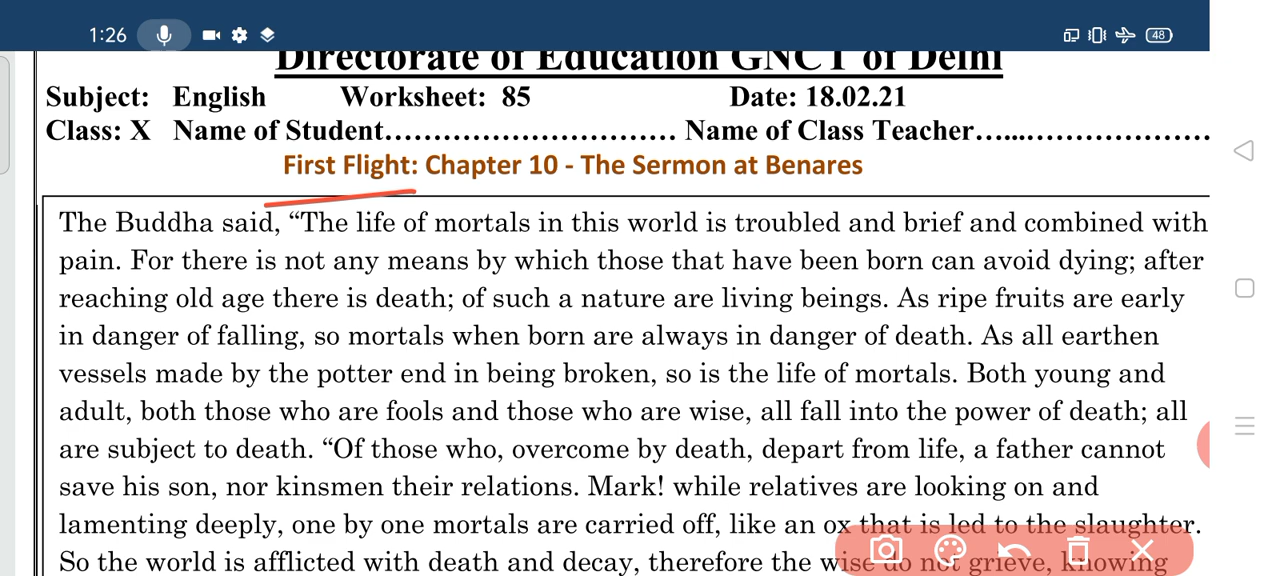 1:26
48
Directorate of Education GNCT of Delhi
Subject: English Worksheet: 85 Date: 18.02.21
Class: X Name of Student................................ Name of Class Teacher.........................
First Flight: Chapter 10 - The Sermon at Benares
The Buddha said, “The life of mortals in this world is troubled and brief and combined with
pain. For there is not any means by which those that have been born can avoid dying; after
reaching old age there is death; of such a nature are living beings. As ripe fruits are early
in danger of falling, so mortals when born are always in danger of death. As all earthen
vessels made by the potter end in being broken, so is the life of mortals. Both young and
adult, both those who are fools and those who are wise, all fall into the power of death; all
are subject to death. “Of those who, overcome by death, depart from life, a father cannot
save his son, nor kinsmen their relations. Mark! while relatives are looking on and
lamenting deeply, one by one mortals are carried off, like an ox that is led to the slaughter.
So the world is afflicted with death and decay, therefore the wise do not grieve, knowing